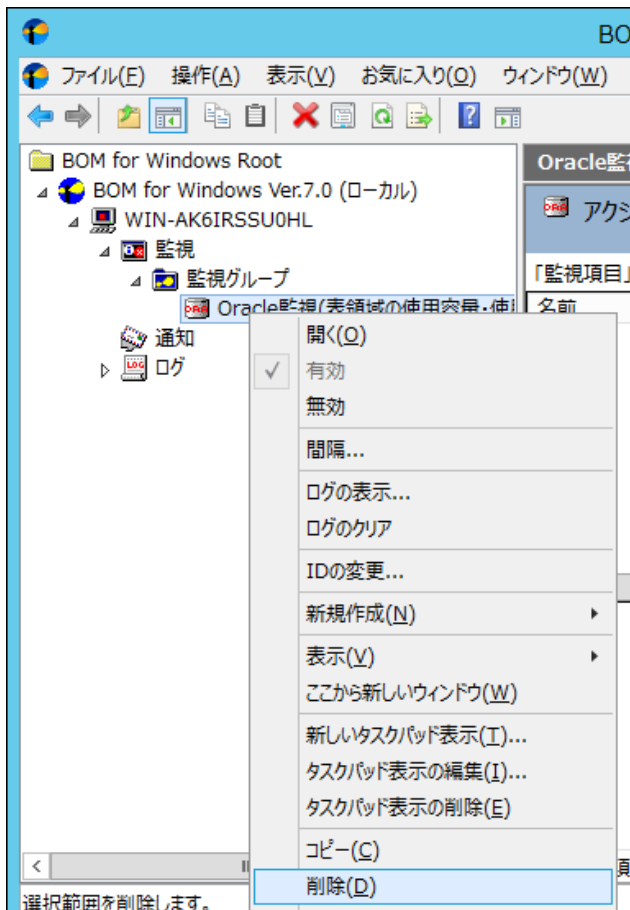 BO
ファイル(F) 操作(A) 表示(V) お気に入り(O) ウィンドウ(W)
BOM for Windows Root
BOM for Windows Ver.7.0 (ローカル)
WIN-AK6IRSSU0HL
監視
監視グループ
Oracle監視(表領域の使用容量・使
通知
ログ
Oracle監
アクシ
「監視項目」
名前
開く(O)
有効
無効
間隔...
ログの表示...
ログのクリア
IDの変更...
新規作成(N)
表示(V)
ここから新しいウィンドウ(W)
新しいタスクパッド表示(T)...
タスクパッド表示の編集(I)...
タスクパッド表示の削除(E)
コピー(C)
削除(D)
選択範囲を削除します。